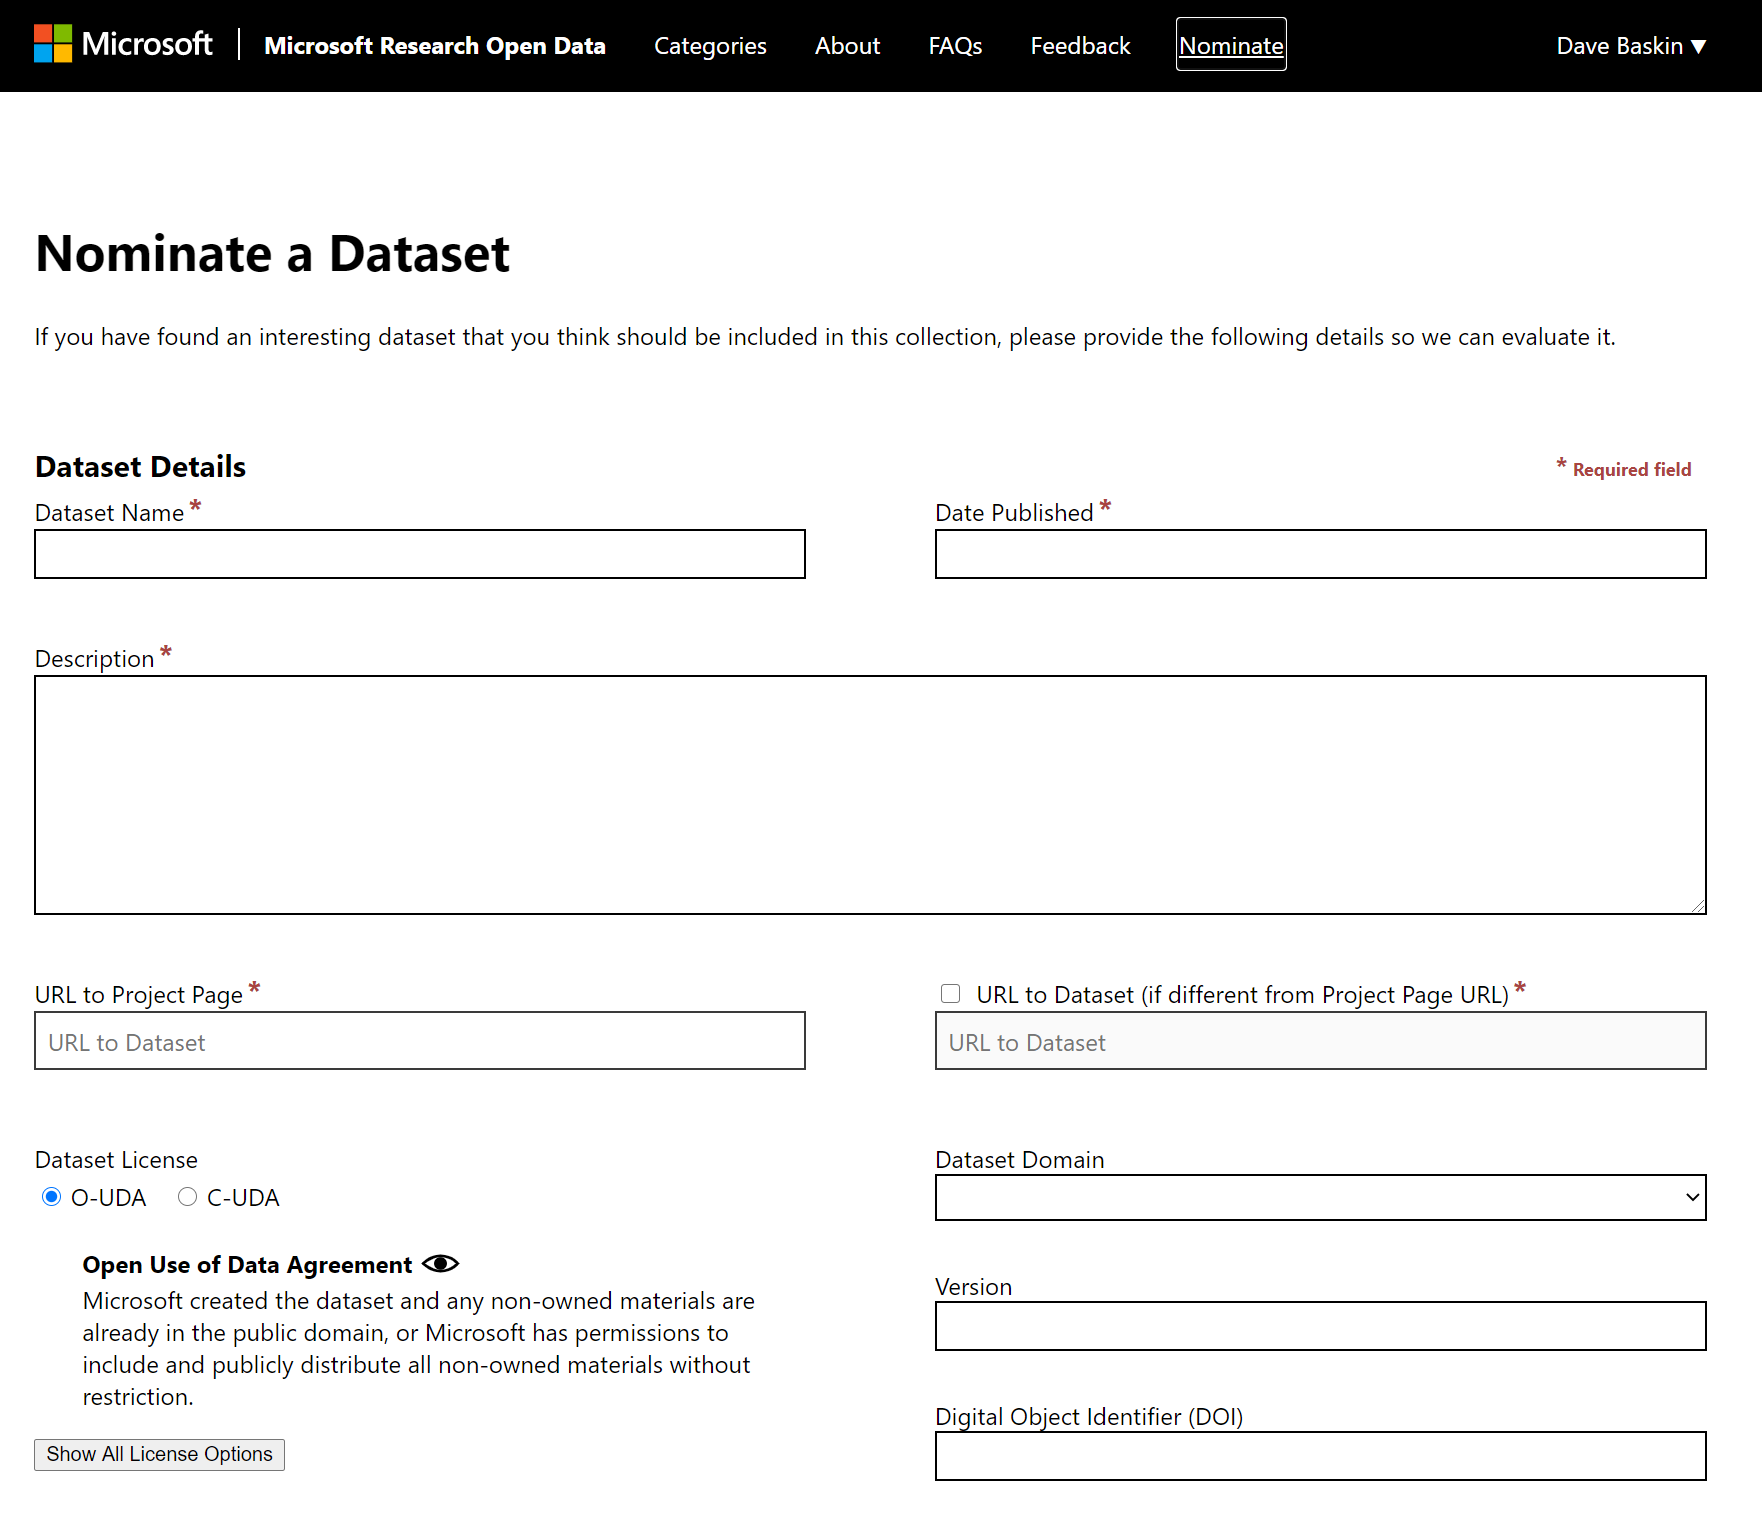 Microsoft
Microsoft Research Open Data
Categories
About
FAQs
Feedback
Nominate
Dave Baskin ▼
Nominate a Dataset
If you have found an interesting dataset that you think should be included in this collection, please provide the following details so we can evaluate it.
Dataset Details
* Required field
Dataset Name *
Date Published *
Description *
URL to Project Page *
URL to Dataset
URL to Dataset (if different from Project Page URL) *
URL to Dataset
Dataset License
O-UDA
C-UDA
Open Use of Data Agreement
Microsoft created the dataset and any non-owned materials are
already in the public domain, or Microsoft has permissions to
include and publicly distribute all non-owned materials without
restriction.
Show All License Options
Dataset Domain
Version
Digital Object Identifier (DOI)